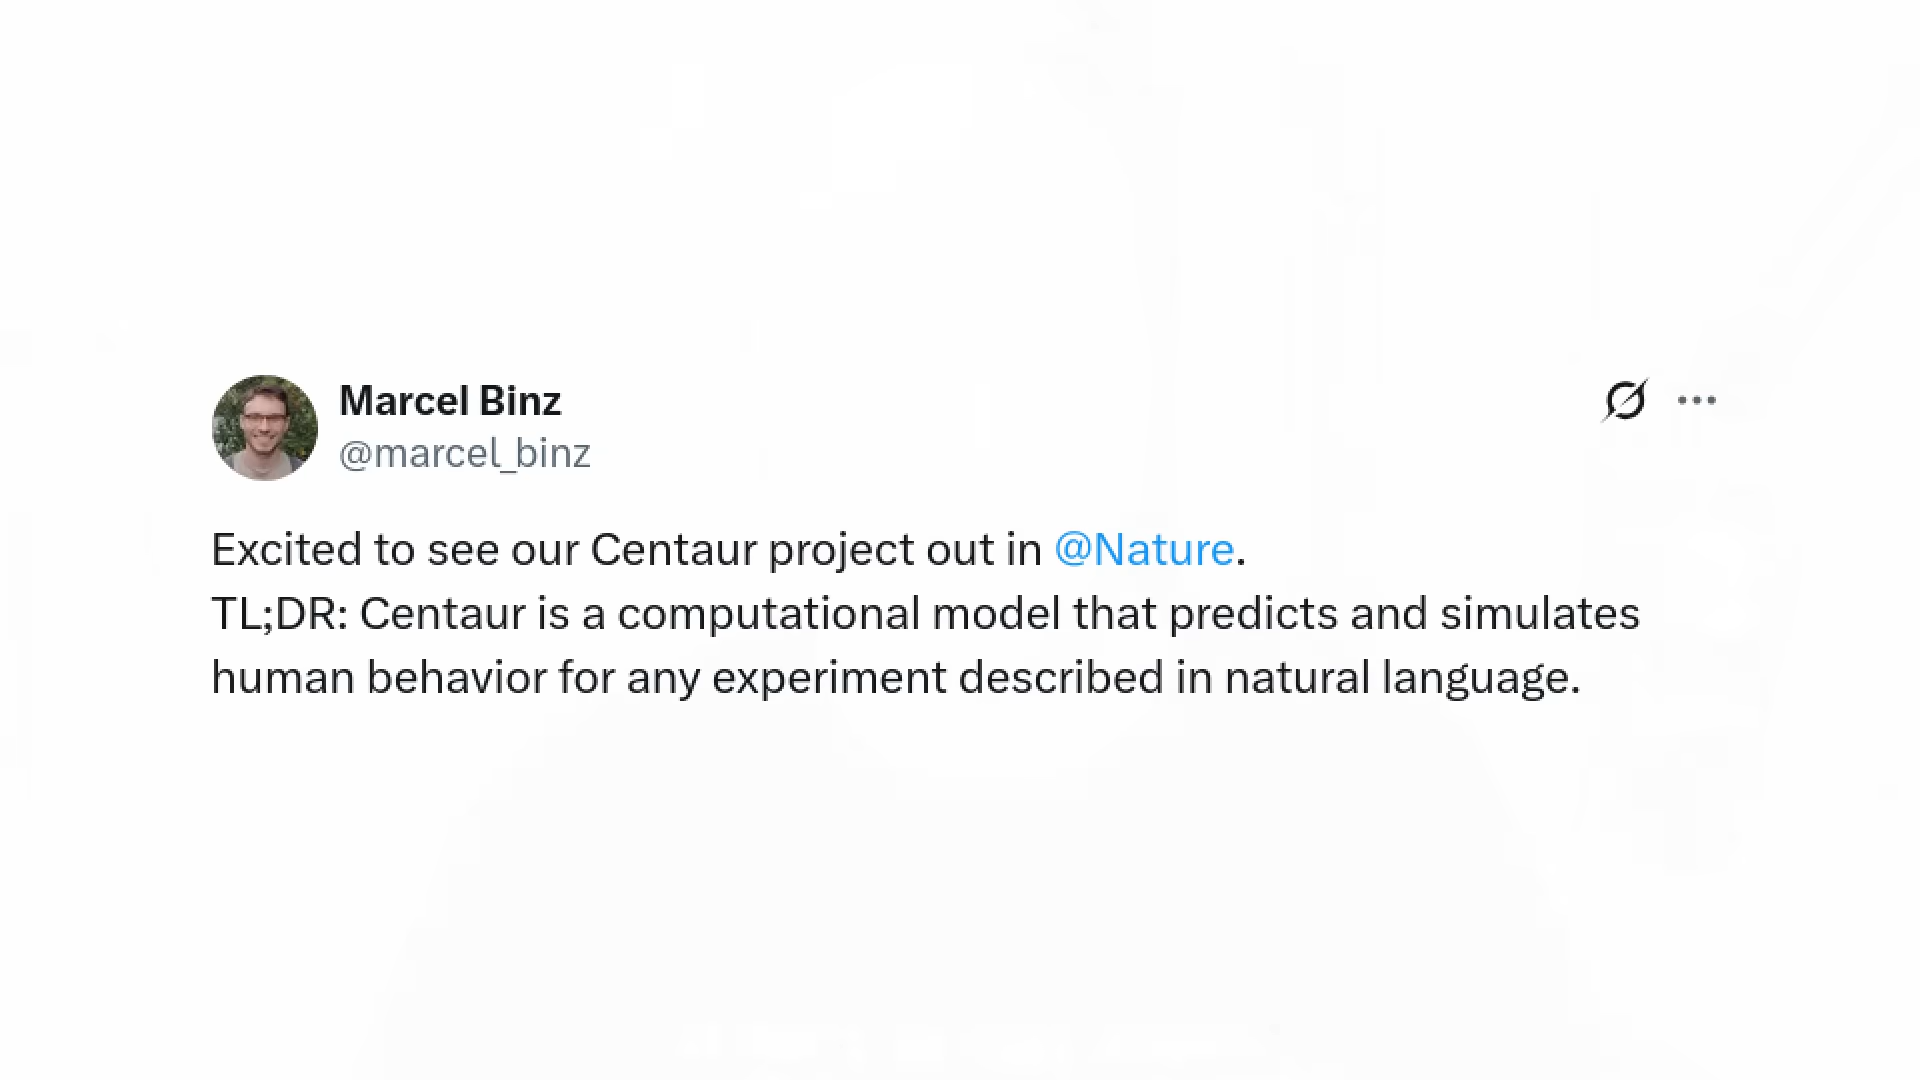 Marcel Binz
@marcel_binz
Excited to see our Centaur project out in @Nature.
TL;DR: Centaur is a computational model that predicts and simulates
human behavior for any experiment described in natural language.